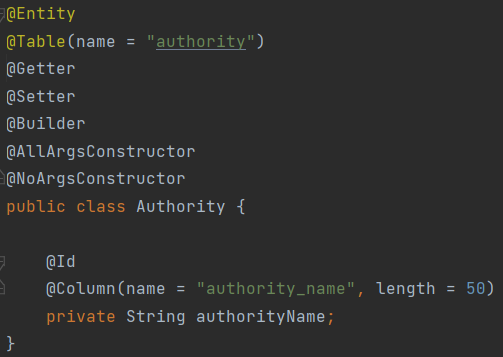 @Entity
@Table(name = "authority")
@Getter
@Setter
@Builder
@AllArgsConstructor
@NoArgsConstructor
public class Authority {
@Id
@Column(name = "authority_name", length = 50)
private String authorityName;
}